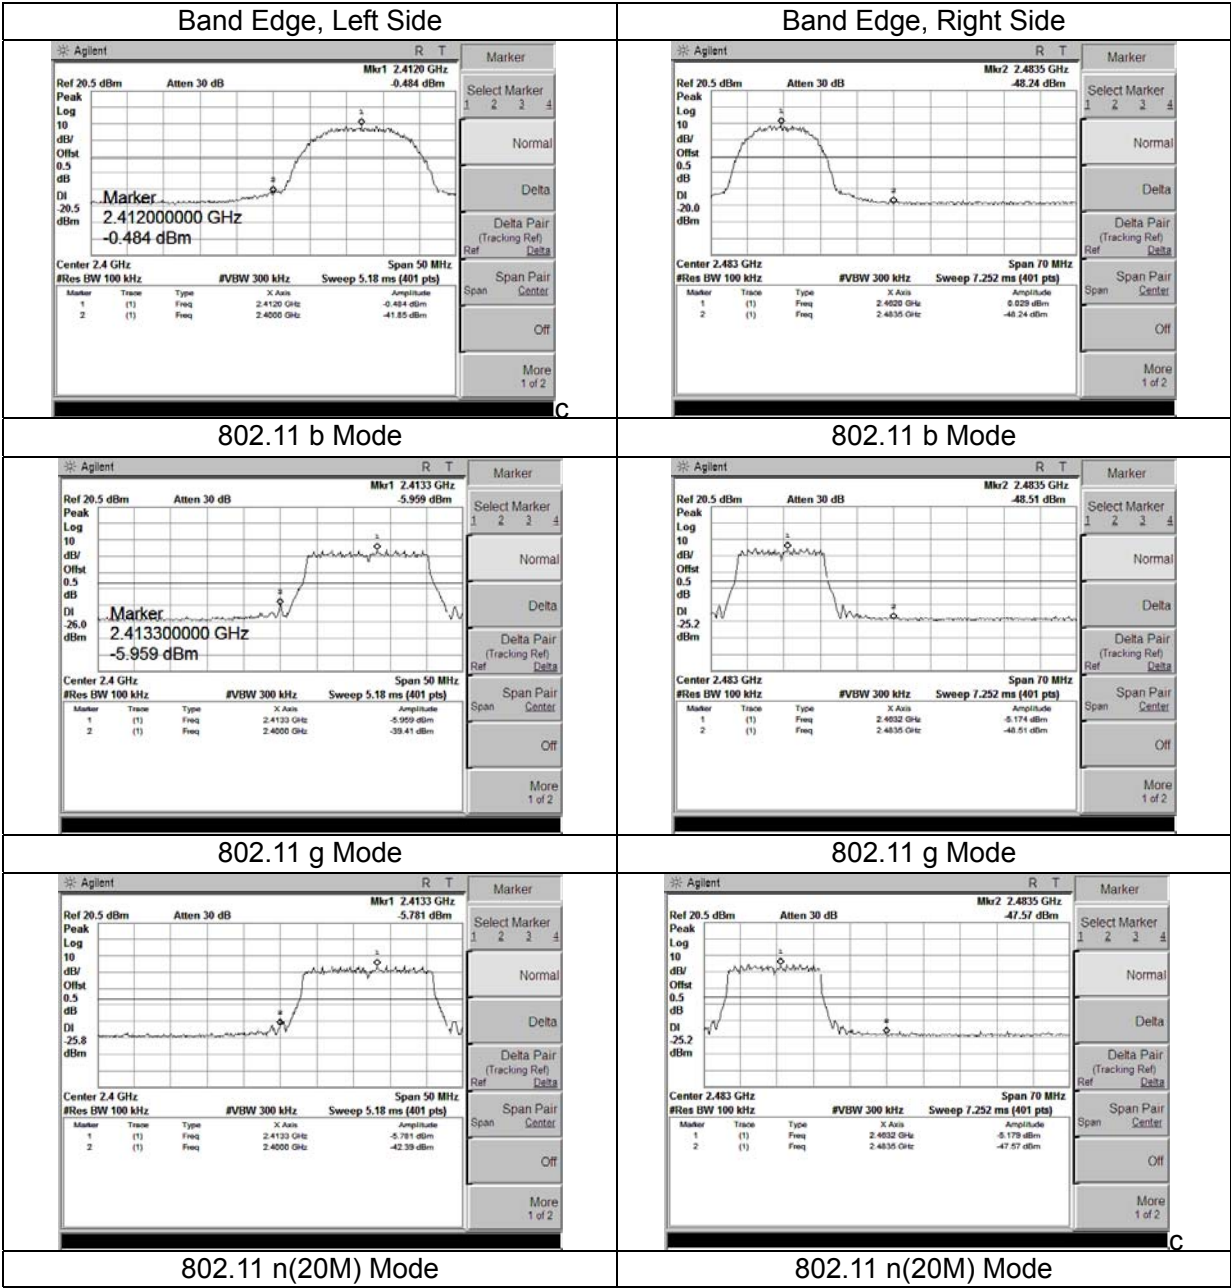 Band Edge, Left Side
Band Edge, Right Side
Agilent R T
Mkr1 2.4120 GHz
Ref 20.5 dBm Atten 30 dB -0.484 dBm
Peak
Log
10
dB/
Offst
0.5
dB
DI
-20.5
dBm
1
2
Marker
2.412000000 GHz
-0.484 dBm
Center 2.4 GHz Span 50 MHz
#Res BW 100 kHz #VBW 300 kHz Sweep 5.18 ms (401 pts)
Marker Trace Type X Axis Amplitude
1 (1) Freq 2.4120 GHz -0.484 dBm
2 (1) Freq 2.4000 GHz -41.85 dBm
Marker
Select Marker
1 2 3 4
Normal
Delta
Delta Pair
(Tracking Ref)
Ref Delta
Span Pair
Span Center
Off
More
1 of 2
c
Agilent R T
Mkr2 2.4835 GHz
Ref 20.5 dBm Atten 30 dB -48.24 dBm
Peak
Log
10
dB/
Offst
0.5
dB
DI
-20.0
dBm
1
2
Center 2.483 GHz Span 70 MHz
#Res BW 100 kHz #VBW 300 kHz Sweep 7.252 ms (401 pts)
Marker Trace Type X Axis Amplitude
1 (1) Freq 2.4620 GHz 0.029 dBm
2 (1) Freq 2.4835 GHz -48.24 dBm
Marker
Select Marker
1 2 3 4
Normal
Delta
Delta Pair
(Tracking Ref)
Ref Delta
Span Pair
Span Center
Off
More
1 of 2
802.11 b Mode
802.11 b Mode
Agilent R T
Mkr1 2.4133 GHz
Ref 20.5 dBm Atten 30 dB -5.959 dBm
Peak
Log
10
dB/
Offst
0.5
dB
DI
-26.0
dBm
1
2
Marker
2.413300000 GHz
-5.959 dBm
Center 2.4 GHz Span 50 MHz
#Res BW 100 kHz #VBW 300 kHz Sweep 5.18 ms (401 pts)
Marker Trace Type X Axis Amplitude
1 (1) Freq 2.4133 GHz -5.959 dBm
2 (1) Freq 2.4000 GHz -39.41 dBm
Marker
Select Marker
1 2 3 4
Normal
Delta
Delta Pair
(Tracking Ref)
Ref Delta
Span Pair
Span Center
Off
More
1 of 2
Agilent R T
Mkr2 2.4835 GHz
Ref 20.5 dBm Atten 30 dB -48.51 dBm
Peak
Log
10
dB/
Offst
0.5
dB
DI
-25.2
dBm
1
2
Center 2.483 GHz Span 70 MHz
#Res BW 100 kHz #VBW 300 kHz Sweep 7.252 ms (401 pts)
Marker Trace Type X Axis Amplitude
1 (1) Freq 2.4632 GHz -5.174 dBm
2 (1) Freq 2.4835 GHz -48.51 dBm
Marker
Select Marker
1 2 3 4
Normal
Delta
Delta Pair
(Tracking Ref)
Ref Delta
Span Pair
Span Center
Off
More
1 of 2
802.11 g Mode
802.11 g Mode
Agilent R T
Mkr1 2.4133 GHz
Ref 20.5 dBm Atten 30 dB -5.781 dBm
Peak
Log
10
dB/
Offst
0.5
dB
DI
-25.8
dBm
1
Center 2.4 GHz Span 50 MHz
#Res BW 100 kHz #VBW 300 kHz Sweep 5.18 ms (401 pts)
Marker Trace Type X Axis Amplitude
1 (1) Freq 2.4133 GHz -5.781 dBm
2 (1) Freq 2.4000 GHz -42.39 dBm
Marker
Select Marker
1 2 3 4
Normal
Delta
Delta Pair
(Tracking Ref)
Ref Delta
Span Pair
Span Center
Off
More
1 of 2
Agilent R T
Mkr2 2.4835 GHz
Ref 20.5 dBm Atten 30 dB -47.57 dBm
Peak
Log
10
dB/
Offst
0.5
dB
DI
-25.2
dBm
1
Center 2.483 GHz Span 70 MHz
#Res BW 100 kHz #VBW 300 kHz Sweep 7.252 ms (401 pts)
Marker Trace Type X Axis Amplitude
1 (1) Freq 2.4632 GHz -5.179 dBm
2 (1) Freq 2.4835 GHz -47.57 dBm
Marker
Select Marker
1 2 3 4
Normal
Delta
Delta Pair
(Tracking Ref)
Ref Delta
Span Pair
Span Center
Off
More
1 of 2
c
802.11 n(20M) Mode
802.11 n(20M) Mode